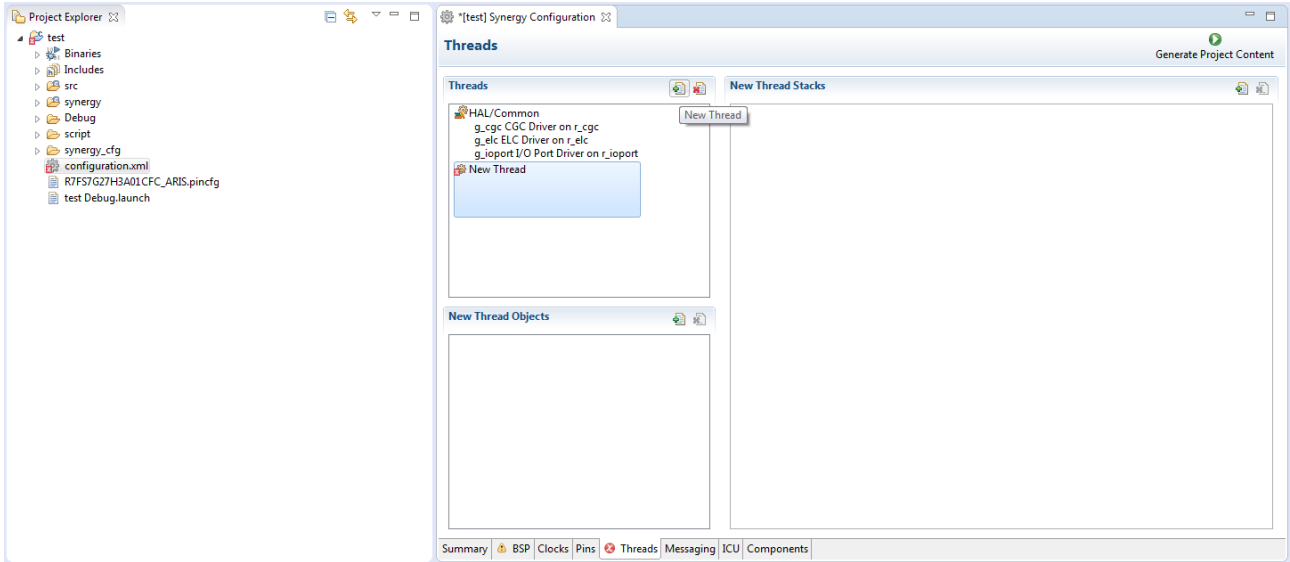 Project Explorer
test
Binaries
Includes
src
synergy
Debug
script
synergy_cfg
configuration.xml
R7FS7G27H3A01CFC_ARIS.pincfg
test Debug.launch
*[test] Synergy Configuration
Threads
Generate Project Content
Threads
New Thread
HAL/Common
g_cgc CGC Driver on r_cgc
g_elc ELC Driver on r_elc
g_ioport I/O Port Driver on r_ioport
New Thread
New Thread Objects
New Thread Stacks
Summary BSP Clocks Pins Threads Messaging ICU Components